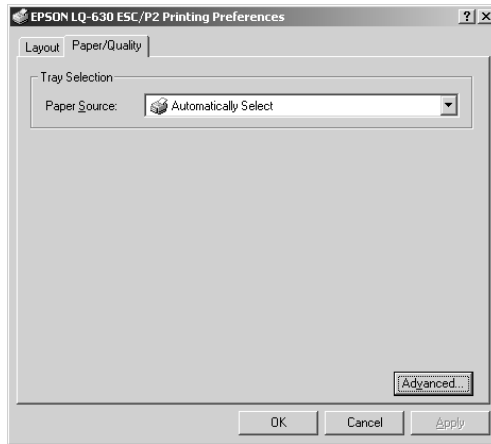 EPSON LQ-630 ESC/P2 Printing Preferences
Layout Paper/Quality
Tray Selection
Paper Source: Automatically Select
Advanced...
OK Cancel Apply